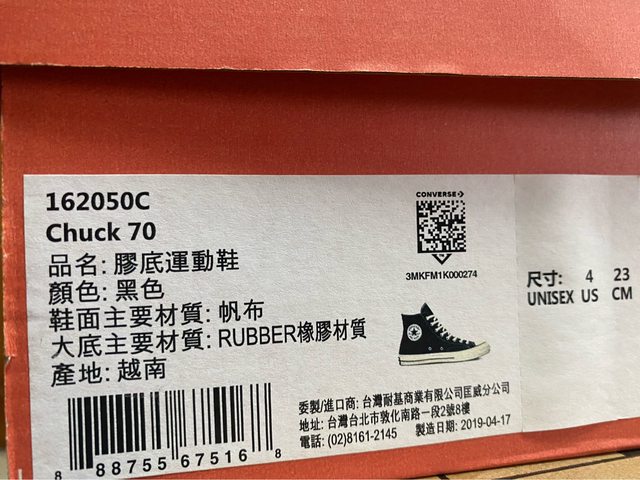 162050C
Chuck 70
品名: 膠底運動鞋
顏色: 黑色
鞋面主要材質: 帆布
大底主要材質: RUBBER橡膠材質
產地: 越南
8 88755 67516 8
CONVERSE
3MKFM1K000274
委製/進口商: 台灣耐基商業有限公司匡威分公司
地址: 台灣台北市敦化南路一段2號8樓
電話: (02)8161-2145 製造日期: 2019-04-17
尺寸: 4 23
UNISEX US CM